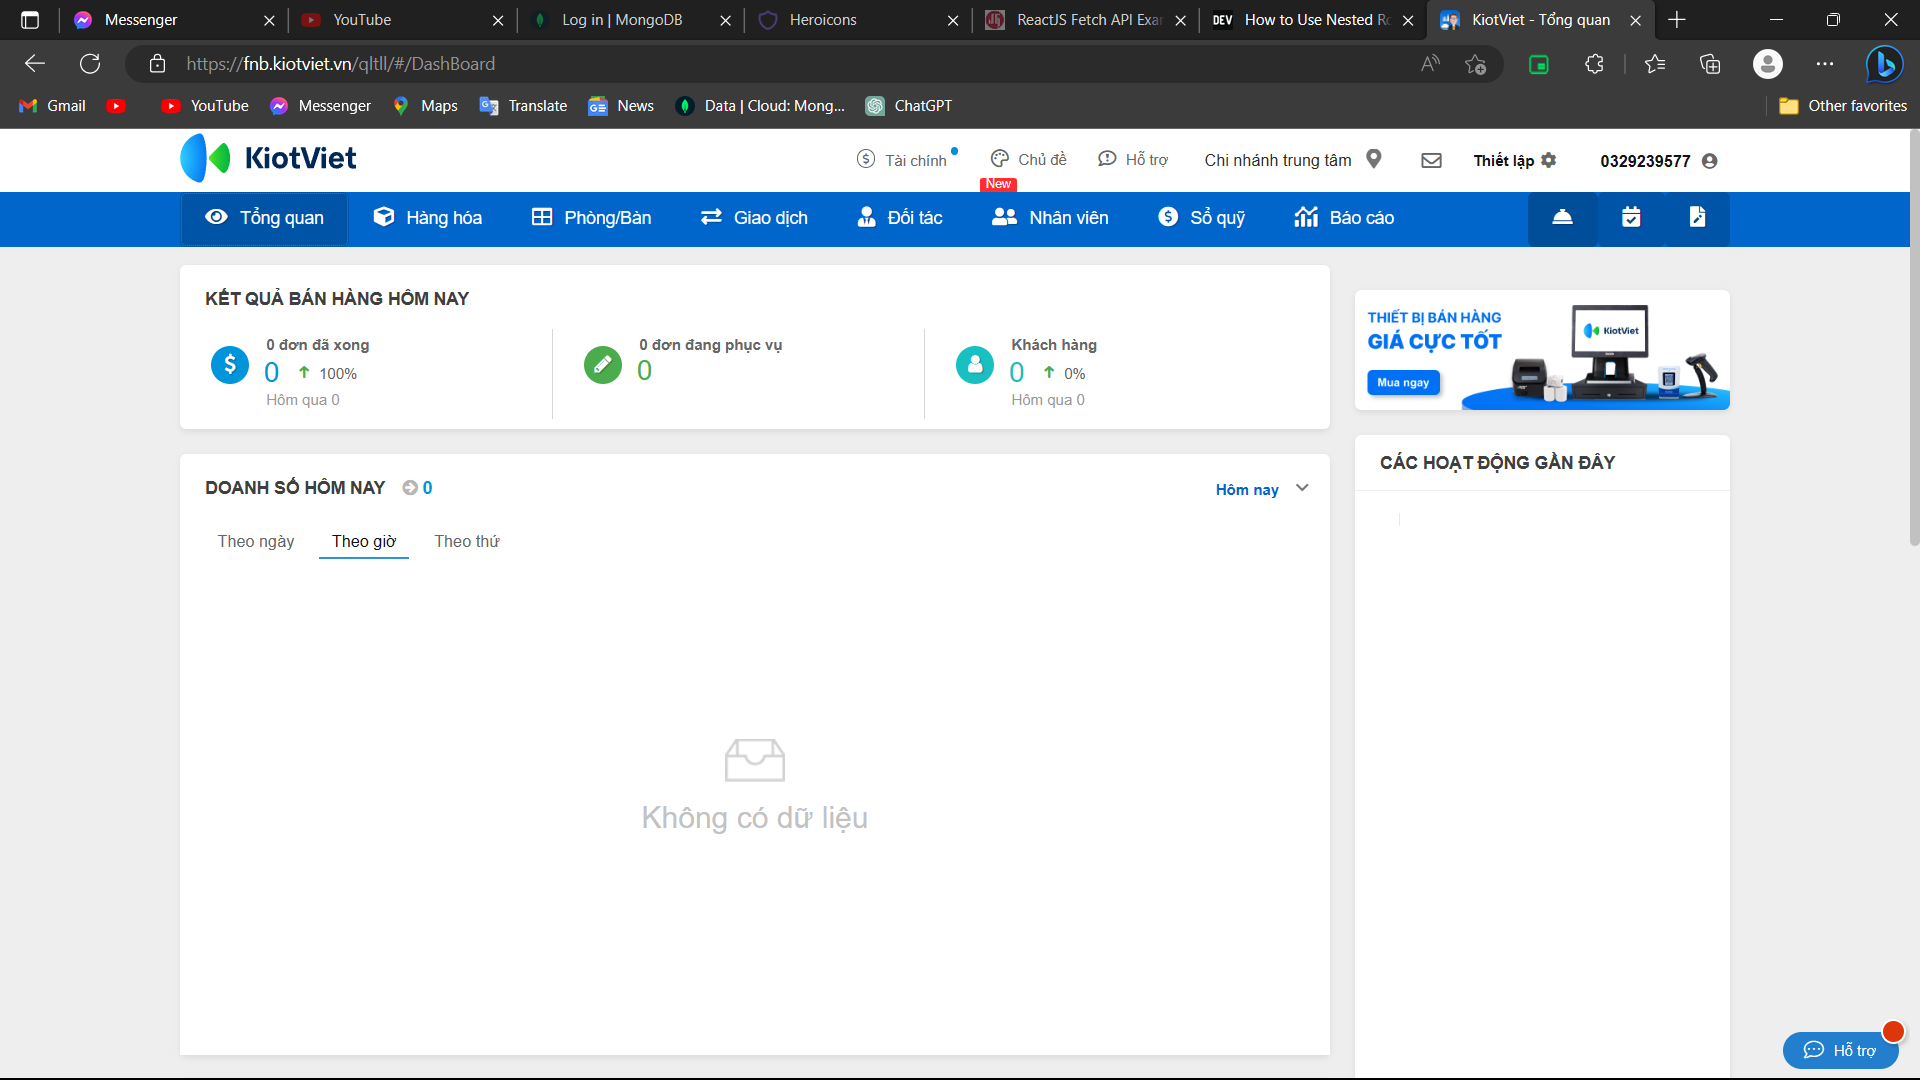 Messenger
YouTube
Log in | MongoDB
Heroicons
ReactJS Fetch API Exa
DEV How to Use Nested Ro
KiotViet - Tổng quan
https://fnb.kiotviet.vn/qltll/#/DashBoard
Gmail
YouTube
Messenger
Maps
Translate
News
Data | Cloud: Mong...
ChatGPT
Other favorites
KiotViet
Tài chính
Chủ đề
New
Hỗ trợ
Chi nhánh trung tâm
Thiết lập
0329239577
Tổng quan
Hàng hóa
Phòng/Bàn
Giao dịch
Đối tác
Nhân viên
Sổ quỹ
Báo cáo
KẾT QUẢ BÁN HÀNG HÔM NAY
0 đơn đã xong
0 100%
Hôm qua 0
0 đơn đang phục vụ
0
Khách hàng
0 0%
Hôm qua 0
THIẾT BỊ BÁN HÀNG
GIÁ CỰC TỐT
Mua ngay
KiotViet
DOANH SỐ HÔM NAY 0
Hôm nay
Theo ngày
Theo giờ
Theo thứ
Không có dữ liệu
CÁC HOẠT ĐỘNG GẦN ĐÂY
Hỗ trợ